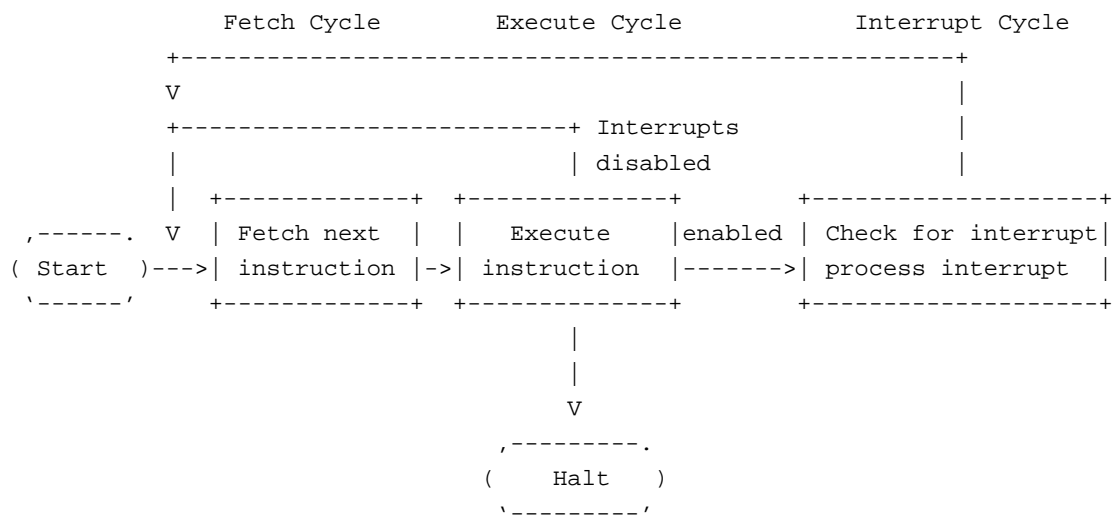 Fetch Cycle Execute Cycle Interrupt Cycle
Interrupts
disabled
Fetch next Execute enabled Check for interrupt
Start instruction instruction process interrupt
Halt